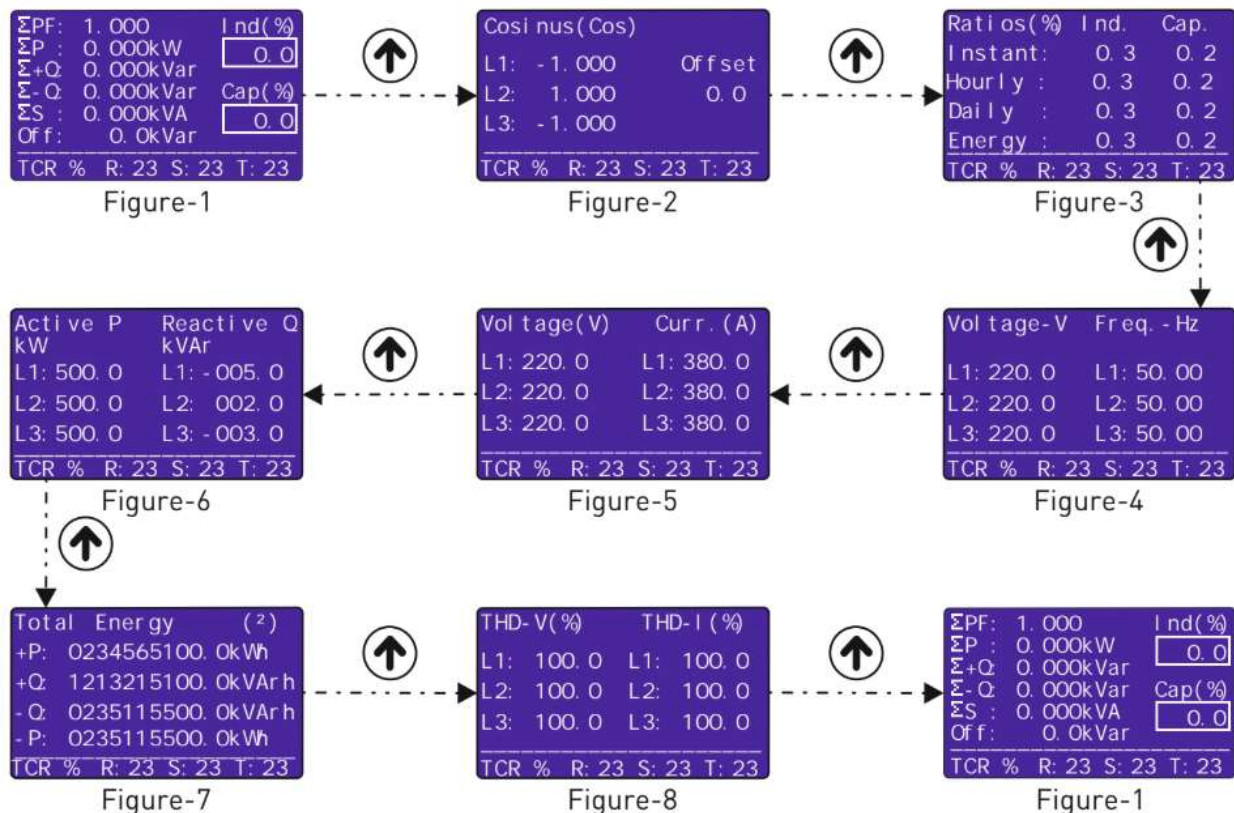 ΣPF: 1.000 Ind(%)
ΣP : 0.000kW 0.0
Σ+Q: 0.000kVar
Σ-Q: 0.000kVar Cap(%)
ΣS : 0.000kVA 0.0
Off: 0.0kVar
TCR % R:23 S:23 T:23
Figure-1
Cosinus(Cos)
L1: -1.000 Offset
L2: 1.000 0.0
L3: -1.000
TCR % R:23 S:23 T:23
Figure-2
Ratios(%) Ind. Cap.
Instant: 0.3 0.2
Hourly : 0.3 0.2
Daily : 0.3 0.2
Energy : 0.3 0.2
TCR % R:23 S:23 T:23
Figure-3
Active P Reactive Q
kW kVAr
L1:500.0 L1:-005.0
L2:500.0 L2: 002.0
L3:500.0 L3:-003.0
TCR % R:23 S:23 T:23
Figure-6
Voltage(V) Curr.(A)
L1:220.0 L1:380.0
L2:220.0 L2:380.0
L3:220.0 L3:380.0
TCR % R:23 S:23 T:23
Figure-5
Voltage-V Freq.-Hz
L1:220.0 L1:50.00
L2:220.0 L2:50.00
L3:220.0 L3:50.00
TCR % R:23 S:23 T:23
Figure-4
Total Energy (²)
+P: 0234565100.0kWh
+Q: 1213215100.0kVArh
-Q: 0235115500.0kVArh
-P: 0235115500.0kWh
TCR % R:23 S:23 T:23
Figure-7
THD-V(%) THD-I(%)
L1: 100.0 L1: 100.0
L2: 100.0 L2: 100.0
L3: 100.0 L3: 100.0
TCR % R:23 S:23 T:23
Figure-8
ΣPF: 1.000 Ind(%)
ΣP : 0.000kW 0.0
Σ+Q: 0.000kVar
Σ-Q: 0.000kVar Cap(%)
ΣS : 0.000kVA 0.0
Off: 0.0kVar
TCR % R:23 S:23 T:23
Figure-1